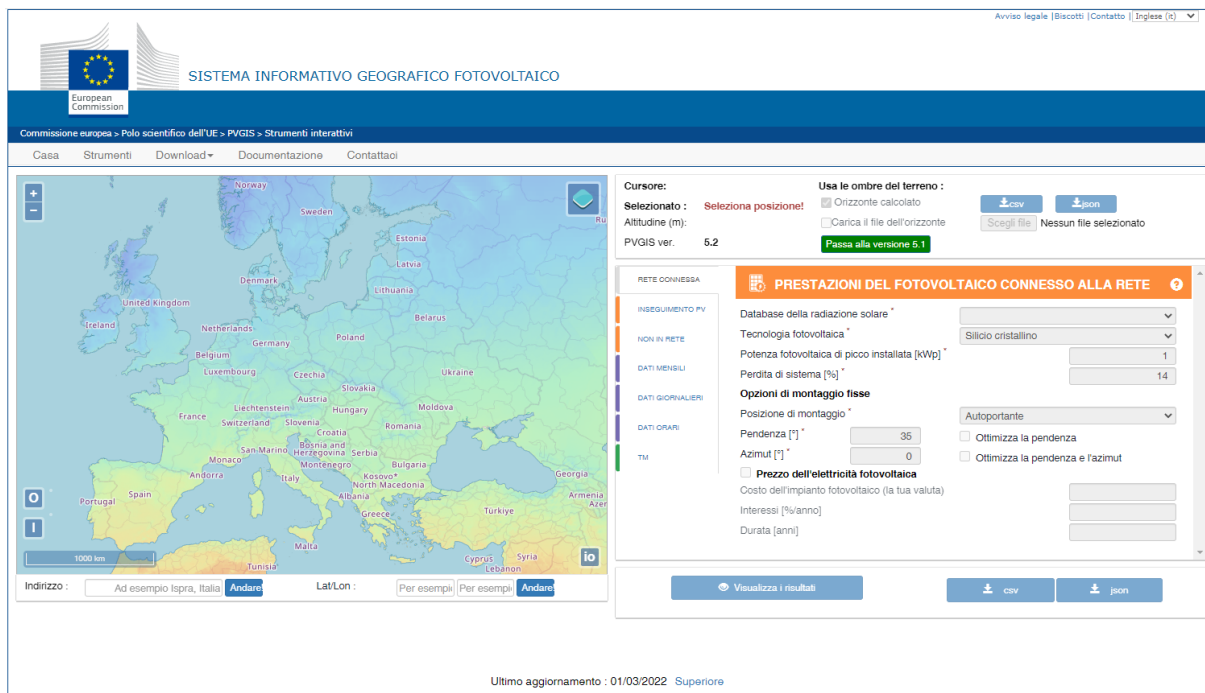 Avviso legale |Biscotti |Contatto | Inglese (it)
SISTEMA INFORMATIVO GEOGRAFICO FOTOVOLTAICO
European
Commission
Commissione europea > Polo scientifico dell'UE > PVGIS > Strumenti interattivi
Casa Strumenti Download Documentazione Contattaoi
+
−
Norway
Sweden
Ru
Estonia
Latvia
Denmark
Lithuania
United Kingdom
Belarus
Ireland
Netherlands
Poland
Germany
Belgium
Luxembourg
Czechia
Ukraine
Slovakia
Austria
Liechtenstein
Hungary
Moldova
France
Switzerland
Slovenia
Croatia
Romania
Bosnia and
Herzegovina
San Marino
Serbia
Monaco
Montenegro
Bulgaria
Andorra
Italy
Kosovo*
North Macedonia
Georgia
Spain
Portugal
Albania
Armenia
Azer
Greece
Türkiye
O
I
Malta
1000 km
Tunisia
Cyprus
Syria
Lebanon
io
Indirizzo : Ad esempio Ispra, Italia Andare! Lat/Lon : Per esempi Per esempi Andare!
Cursore: Usa le ombre del terreno :
Selezionato : Seleziona posizione! Orizzonte calcolato csv json
Altitudine (m): Carica il file dell'orizzonte Scegli file Nessun file selezionato
PVGIS ver. 5.2 Passa alla versione 5.1
RETE CONNESSA
INSEGUIMENTO PV
NON IN RETE
DATI MENSILI
DATI GIORNALIERI
DATI ORARI
TM
PRESTAZIONI DEL FOTOVOLTAICO CONNESSO ALLA RETE ?
Database della radiazione solare *
Tecnologia fotovoltaica * Silicio cristallino
Potenza fotovoltaica di picco installata [kWp] * 1
Perdita di sistema [%] * 14
Opzioni di montaggio fisse
Posizione di montaggio * Autoportante
Pendenza [°] * 35 Ottimizza la pendenza
Azimut [°] * 0 Ottimizza la pendenza e l'azimut
Prezzo dell'elettricità fotovoltaica
Costo dell'impianto fotovoltaico (la tua valuta)
Interessi [%/anno]
Durata [anni]
Visualizza i risultati csv json
Ultimo aggiornamento : 01/03/2022 Superiore